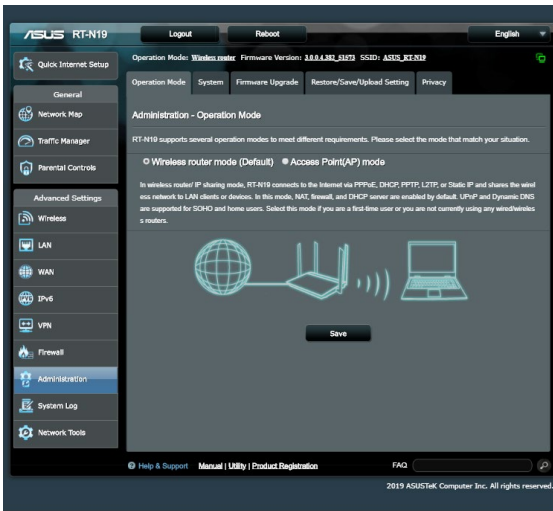 ASUS RT-N19 Logout Reboot English
Operation Mode: Wireless router Firmware Version: 3.0.0.4.382_51573 SSID: ASUS_RT-N19
Quick Internet Setup
General
Network Map
Traffic Manager
Parental Controls
Advanced Settings
Wireless
LAN
WAN
IPv6
VPN
Firewall
Administration
System Log
Network Tools
Operation Mode System Firmware Upgrade Restore/Save/Upload Setting Privacy
Administration - Operation Mode
RT-N19 supports several operation modes to meet different requirements. Please select the mode that match your situation.
Wireless router mode (Default) Access Point(AP) mode
In wireless router/ IP sharing mode, RT-N19 connects to the Internet via PPPoE, DHCP, PPTP, L2TP, or Static IP and shares the wirel
ess network to LAN clients or devices. In this mode, NAT, firewall, and DHCP server are enabled by default. UPnP and Dynamic DNS
are supported for SOHO and home users. Select this mode if you are a first-time user or you are not currently using any wired/wireles
s routers.
Save
Help & Support Manual | Utility | Product Registration FAQ
2019 ASUSTeK Computer Inc. All rights reserved.